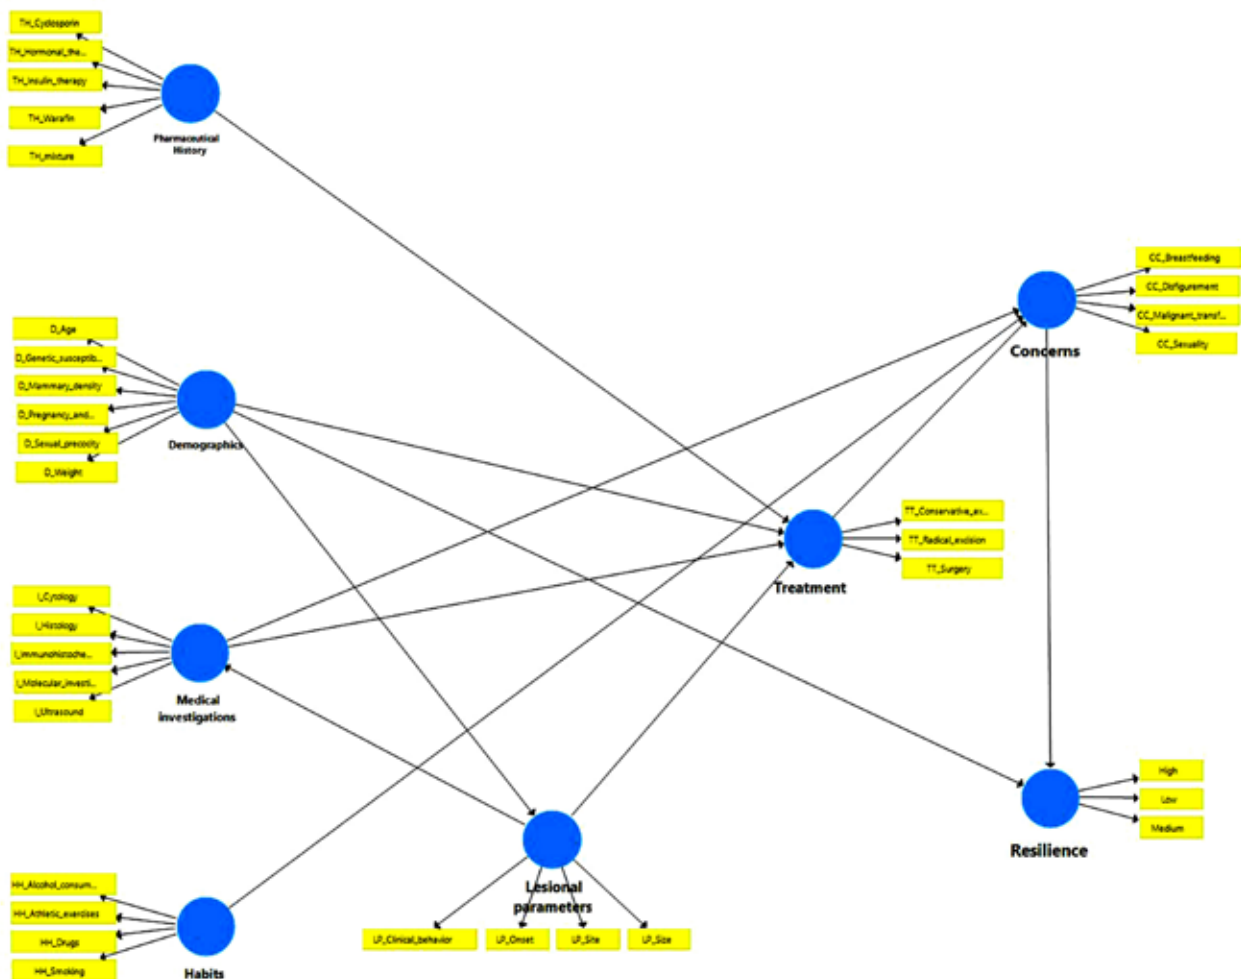 TH_Cyclosporin
TH_Hormonal_the...
TH_Insulin_therapy
TH_Warafin
TH_mixture
Pharmaceutical
History
CC_Breastfeeding
CC_Disfigurement
CC_Malignant_transf...
CC_Sexuality
Concerns
D_Age
D_Genetic_susceptib...
D_Mammary_density
D_Pregnancy_and...
D_Sexual_precocity
D_Weight
Demographics
TT_Conservative_ex...
TT_Radical_excision
TT_Surgery
Treatment
I_Cytology
I_Histology
I_Immunohistoche...
I_Molecular_investi...
I_Ultrasound
Medical
investigations
High
Low
Medium
Resilience
Lesional
parameters
LP_Clinical_behavior
LP_Onset
LP_Site
LP_Size
HH_Alcohol_consum...
HH_Athletic_exercises
HH_Drugs
HH_Smoking
Habits